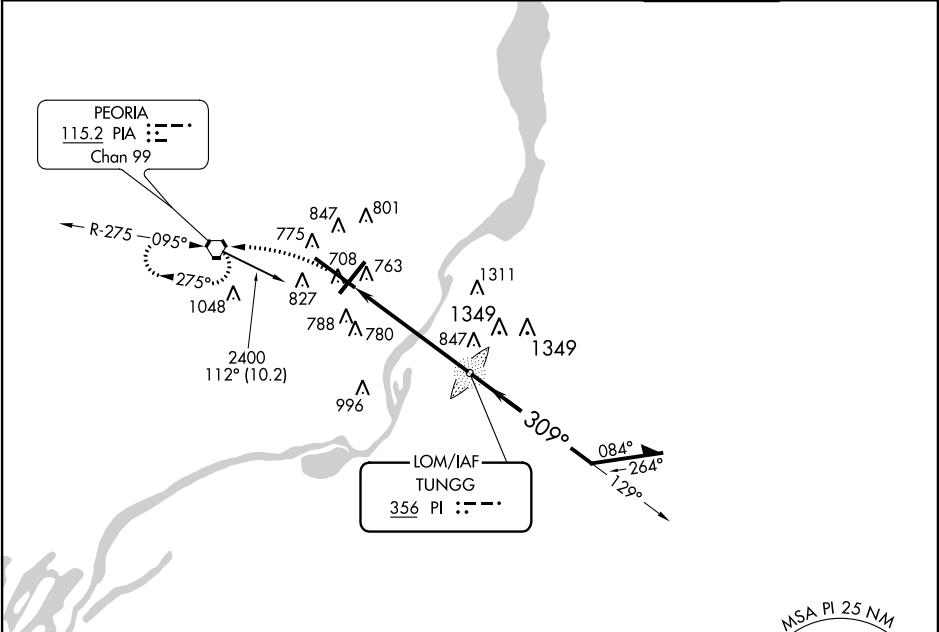 PEORIA
115.2 PIA
Chan 99
R-275
095°
275°
1048
775
847
801
708
763
827
788
780
2400
112° (10.2)
996
1311
1349
847
1349
309°
084°
264°
129°
LOM/IAF
TUNGG
356 PI
MSA PI 25 NM